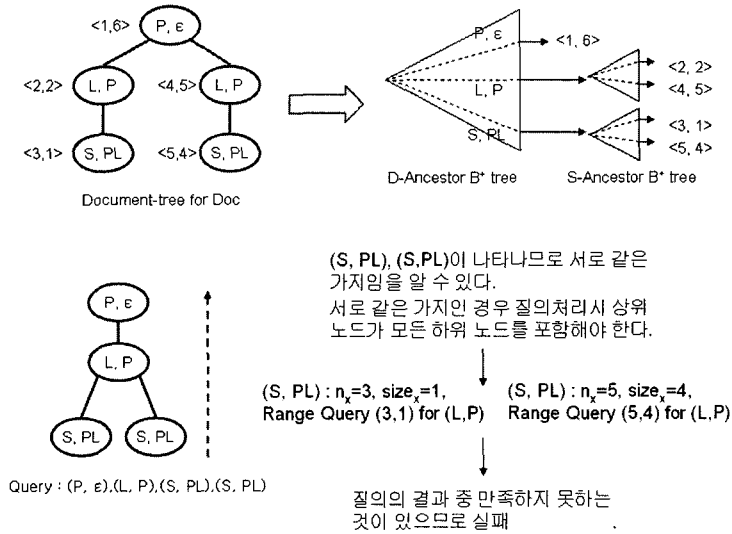 <1,6>
P, ε
<2,2>
L, P
<4,5>
L, P
<3,1>
S, PL
<5,4>
S, PL
Document-tree for Doc
P, ε
<1, 6>
L, P
<2, 2>
<4, 5>
S, PL
<3, 1>
<5, 4>
D-Ancestor B⁺ tree
S-Ancestor B⁺ tree
P, ε
L, P
S, PL
S, PL
Query : (P, ε),(L, P),(S, PL),(S, PL)
(S, PL), (S,PL)이 나타나므로 서로 같은
가지임을 알 수 있다.
서로 같은 가지인 경우 질의처리시 상위
노드가 모든 하위 노드를 포함해야 한다.
(S, PL) : nₓ=3, sizeₓ=1,
Range Query (3,1) for (L,P)
(S, PL) : nₓ=5, sizeₓ=4,
Range Query (5,4) for (L,P)
질의의 결과 중 만족하지 못하는
것이 있으므로 실패 .